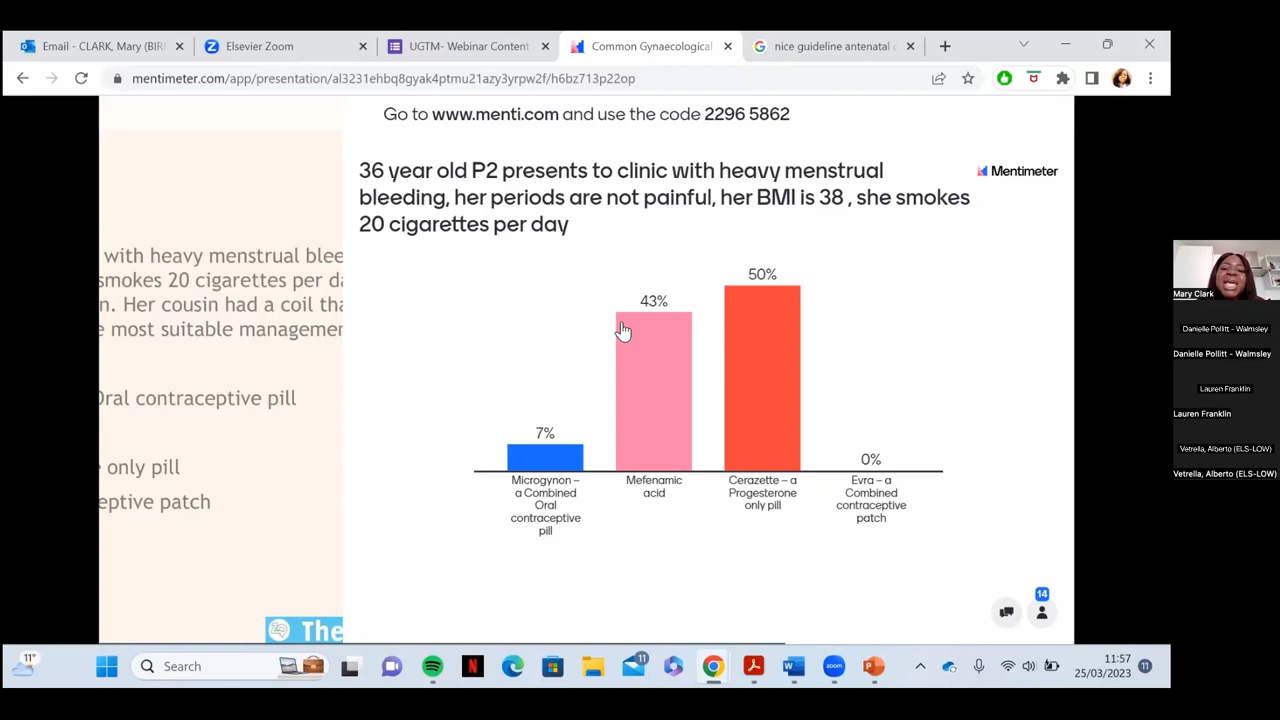 Email - CLARK, Mary (BIR
Elsevier Zoom
UGTM- Webinar Content
Common Gynaecological
nice guideline antenatal c
mentimeter.com/app/presentation/al3231ehbq8gyak4ptmu21azy3yrpw2f/h6bz713p22op
Go to www.menti.com and use the code 2296 5862
36 year old P2 presents to clinic with heavy menstrual
bleeding, her periods are not painful, her BMI is 38 , she smokes
20 cigarettes per day
Mentimeter
with heavy menstrual blee
smokes 20 cigarettes per da
n. Her cousin had a coil tha
e most suitable managemen
Oral contraceptive pill
only pill
eptive patch
The
7%
43%
50%
0%
Microgynon –
a Combined
Oral
contraceptive
pill
Mefenamic
acid
Cerazette – a
Progesterone
only pill
Evra – a
Combined
contraceptive
patch
14
Mary Clark
Danielle Pollitt - Walmsley
Danielle Pollitt - Walmsley
Lauren Franklin
Lauren Franklin
Vetrella, Alberto (ELS-LOW)
Vetrella, Alberto (ELS-LOW)
11°
Search
11
zoom
11:57
25/03/2023
11